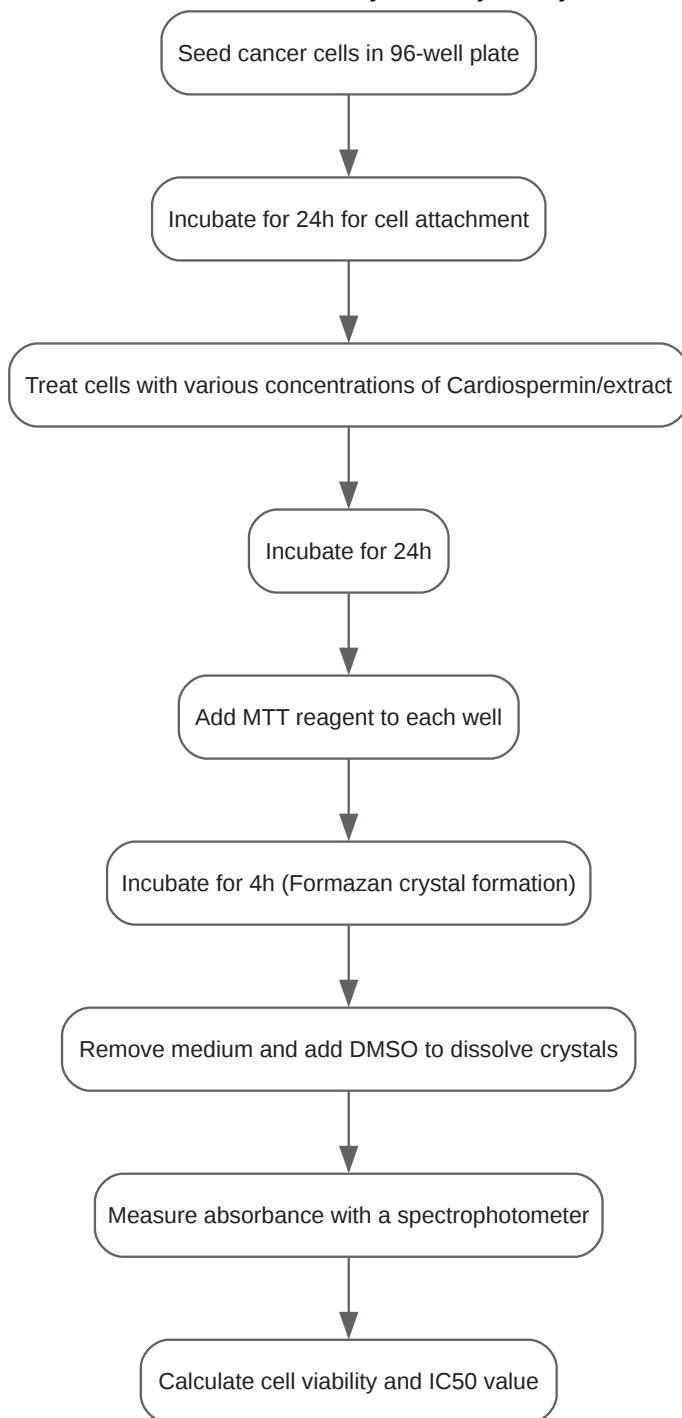 Seed cancer cells in 96-well plate
Incubate for 24h for cell attachment
Treat cells with various concentrations of Cardiospermin/extract
Incubate for 24h
Add MTT reagent to each well
Incubate for 4h (Formazan crystal formation)
Remove medium and add DMSO to dissolve crystals
Measure absorbance with a spectrophotometer
Calculate cell viability and IC50 value